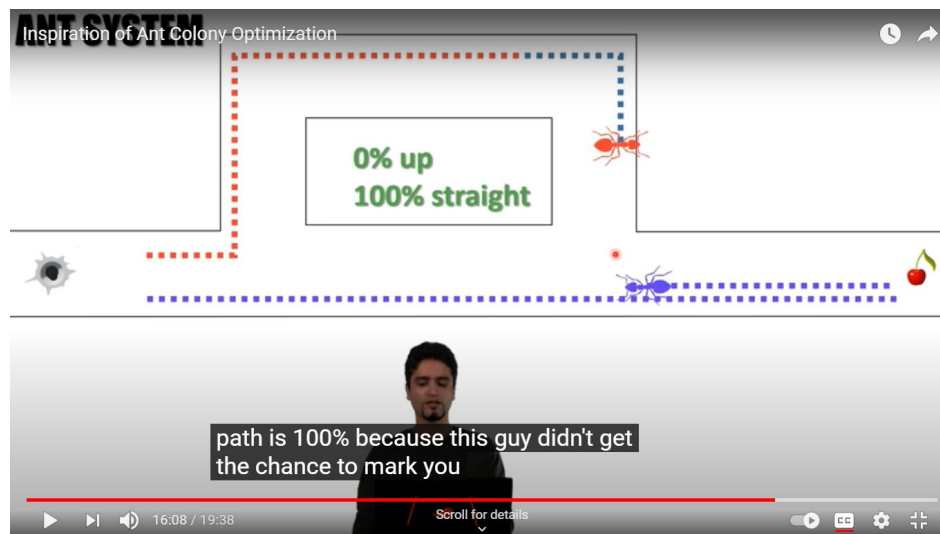 ANT SYSTEM
Inspiration of Ant Colony Optimization
0% up
100% straight
path is 100% because this guy didn't get
the chance to mark you
Scroll for details
16:08 / 19:38
CC